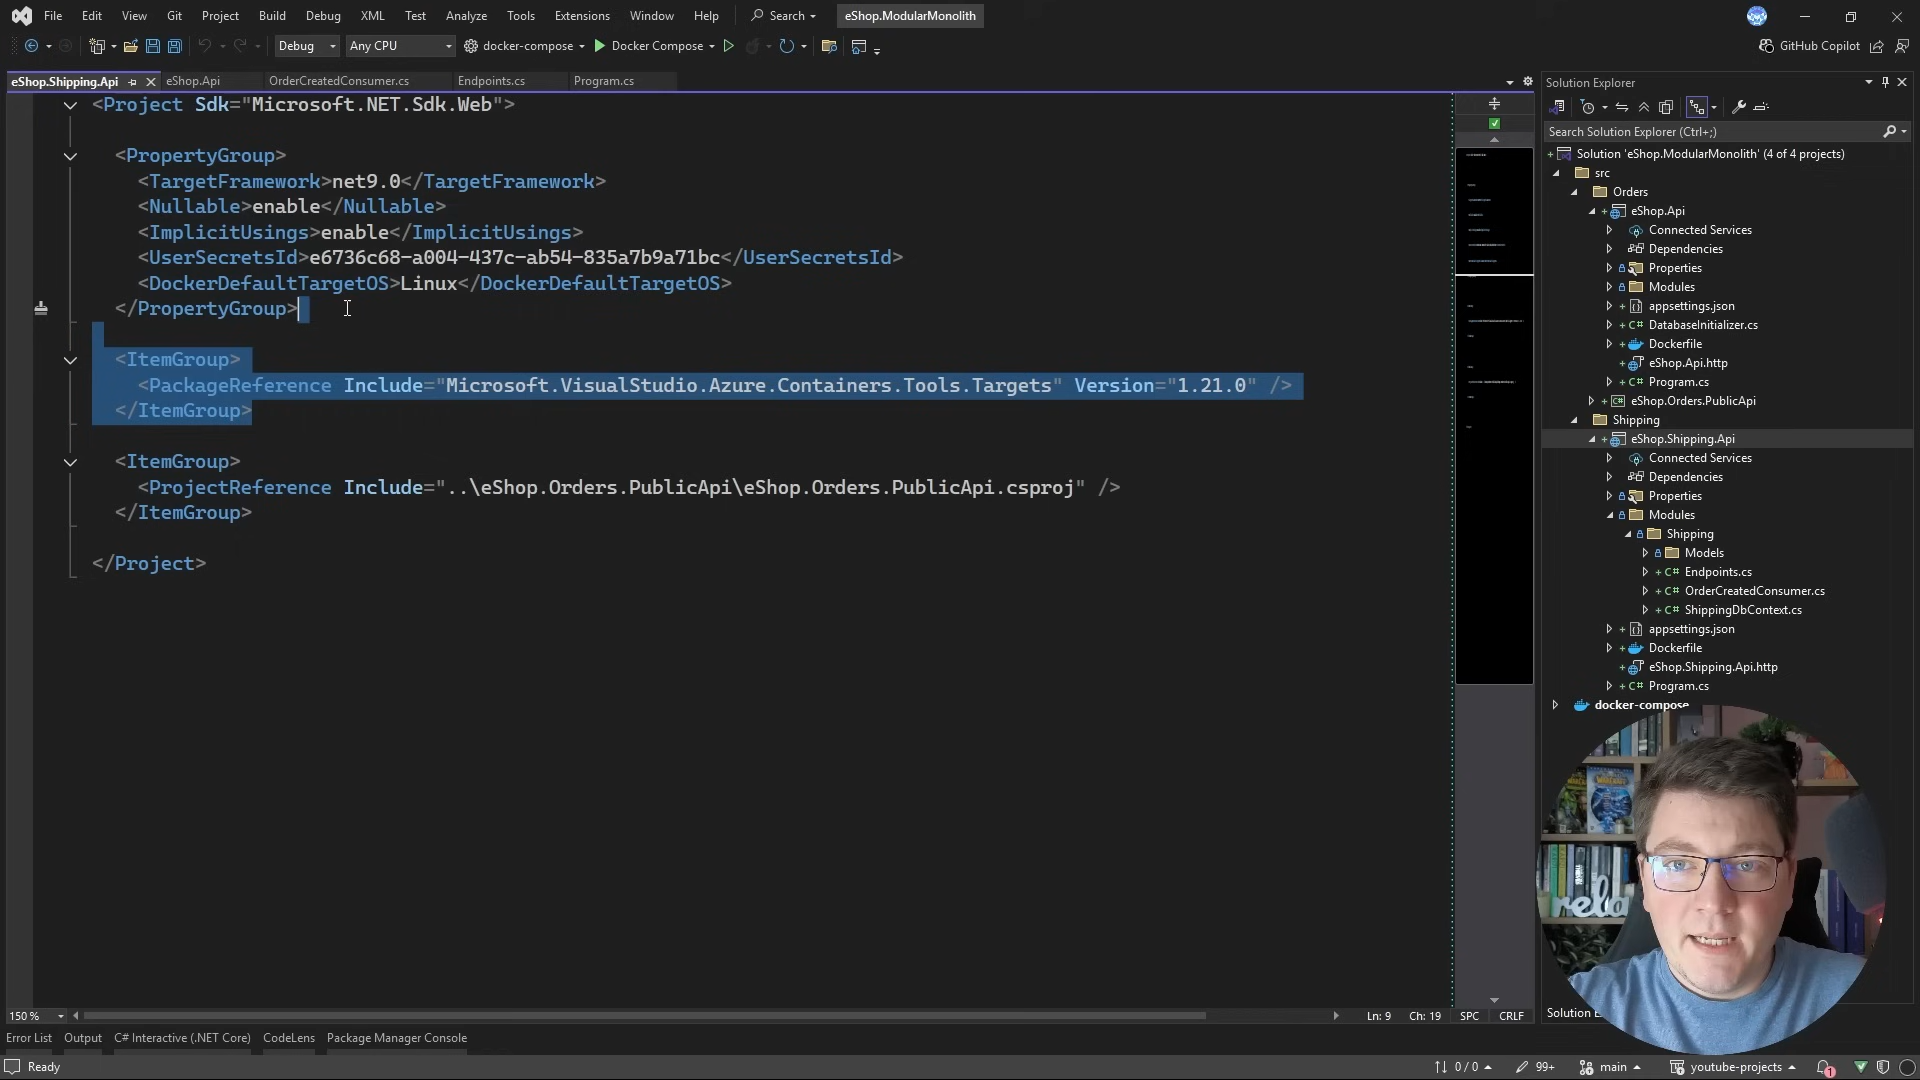 File Edit View Git Project Build Debug XML Test Analyze Tools Extensions Window Help Search eShop.ModularMonolith
Debug Any CPU docker-compose Docker Compose GitHub Copilot
eShop.Shipping.Api eShop.Api OrderCreatedConsumer.cs Endpoints.cs Program.cs
<Project Sdk="Microsoft.NET.Sdk.Web">
<PropertyGroup>
<TargetFramework>net9.0</TargetFramework>
<Nullable>enable</Nullable>
<ImplicitUsings>enable</ImplicitUsings>
<UserSecretsId>e6736c68-a004-437c-ab54-835a7b9a71bc</UserSecretsId>
<DockerDefaultTargetOS>Linux</DockerDefaultTargetOS>
</PropertyGroup>
<ItemGroup>
<PackageReference Include="Microsoft.VisualStudio.Azure.Containers.Tools.Targets" Version="1.21.0" />
</ItemGroup>
<ItemGroup>
<ProjectReference Include="..\eShop.Orders.PublicApi\eShop.Orders.PublicApi.csproj" />
</ItemGroup>
</Project>
Solution Explorer
Search Solution Explorer (Ctrl+;)
Solution 'eShop.ModularMonolith' (4 of 4 projects)
src
Orders
eShop.Api
Connected Services
Dependencies
Properties
Modules
appsettings.json
C# DatabaseInitializer.cs
Dockerfile
eShop.Api.http
C# Program.cs
C# eShop.Orders.PublicApi
Shipping
eShop.Shipping.Api
Connected Services
Dependencies
Properties
Modules
Shipping
Models
C# Endpoints.cs
C# OrderCreatedConsumer.cs
C# ShippingDbContext.cs
appsettings.json
Dockerfile
eShop.Shipping.Api.http
C# Program.cs
docker-compose
150 % Ln: 9 Ch: 19 SPC CRLF
Error List Output C# Interactive (.NET Core) CodeLens Package Manager Console
Ready 0 / 0 99+ main youtube-projects 1